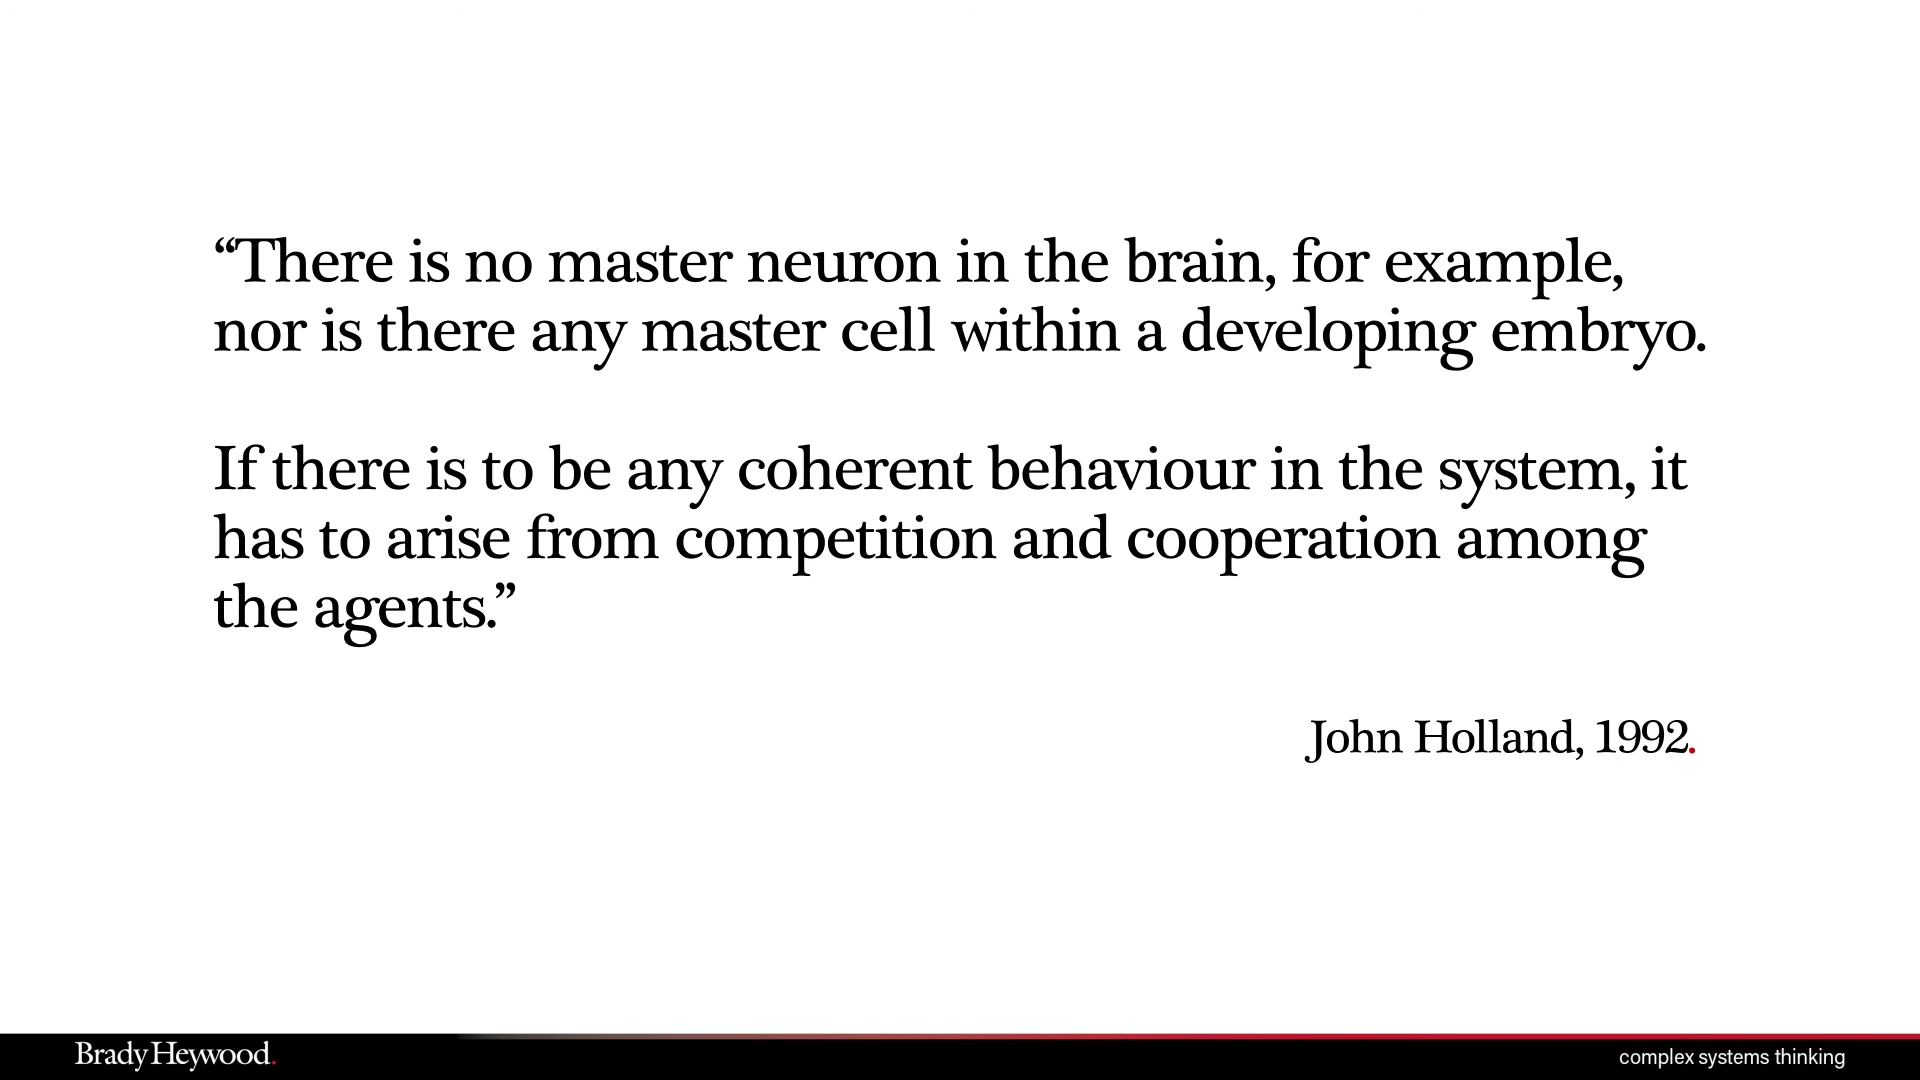 “There is no master neuron in the brain, for example,
nor is there any master cell within a developing embryo.
If there is to be any coherent behaviour in the system, it
has to arise from competition and cooperation among
the agents.”
John Holland, 1992.
Brady Heywood.
complex systems thinking